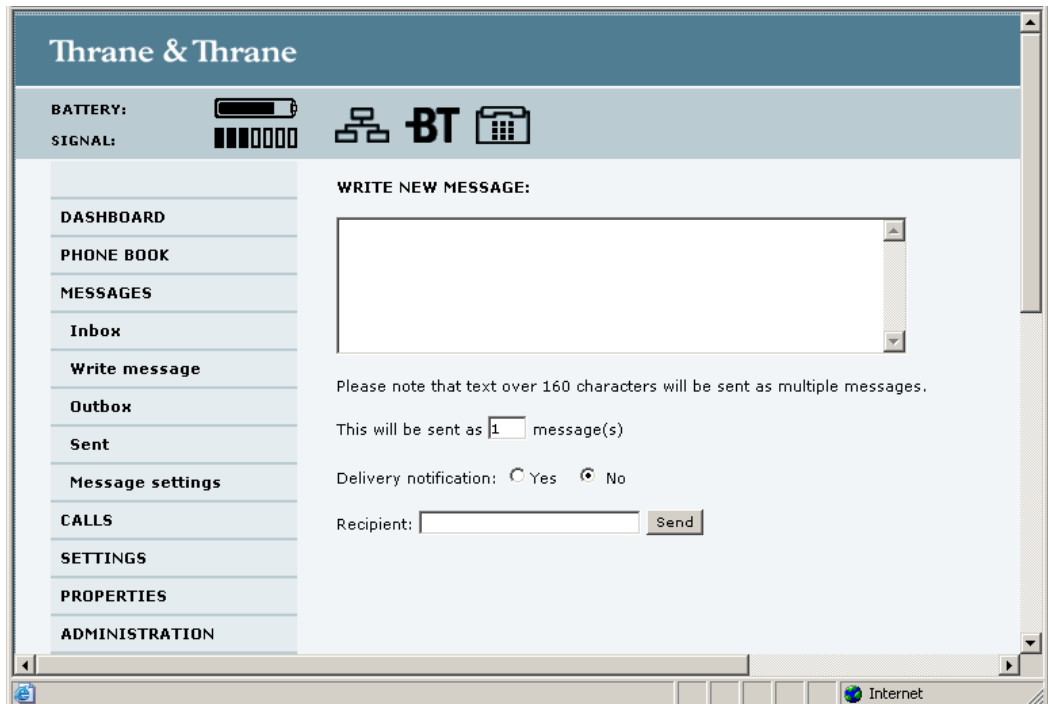 Thrane & Thrane
BATTERY:
SIGNAL:
BT
DASHBOARD
PHONE BOOK
MESSAGES
Inbox
Write message
Outbox
Sent
Message settings
CALLS
SETTINGS
PROPERTIES
ADMINISTRATION
WRITE NEW MESSAGE:
Please note that text over 160 characters will be sent as multiple messages.
This will be sent as 1 message(s)
Delivery notification: Yes No
Recipient: Send
Internet